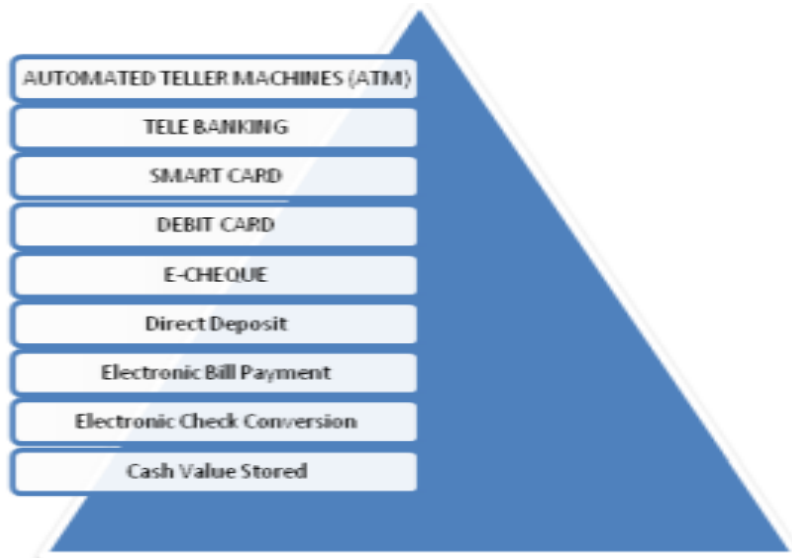 AUTOMATED TELLER MACHINES (ATM)
TELE BANKING
SMART CARD
DEBIT CARD
E-CHEQUE
Direct Deposit
Electronic Bill Payment
Electronic Check Conversion
Cash Value Stored